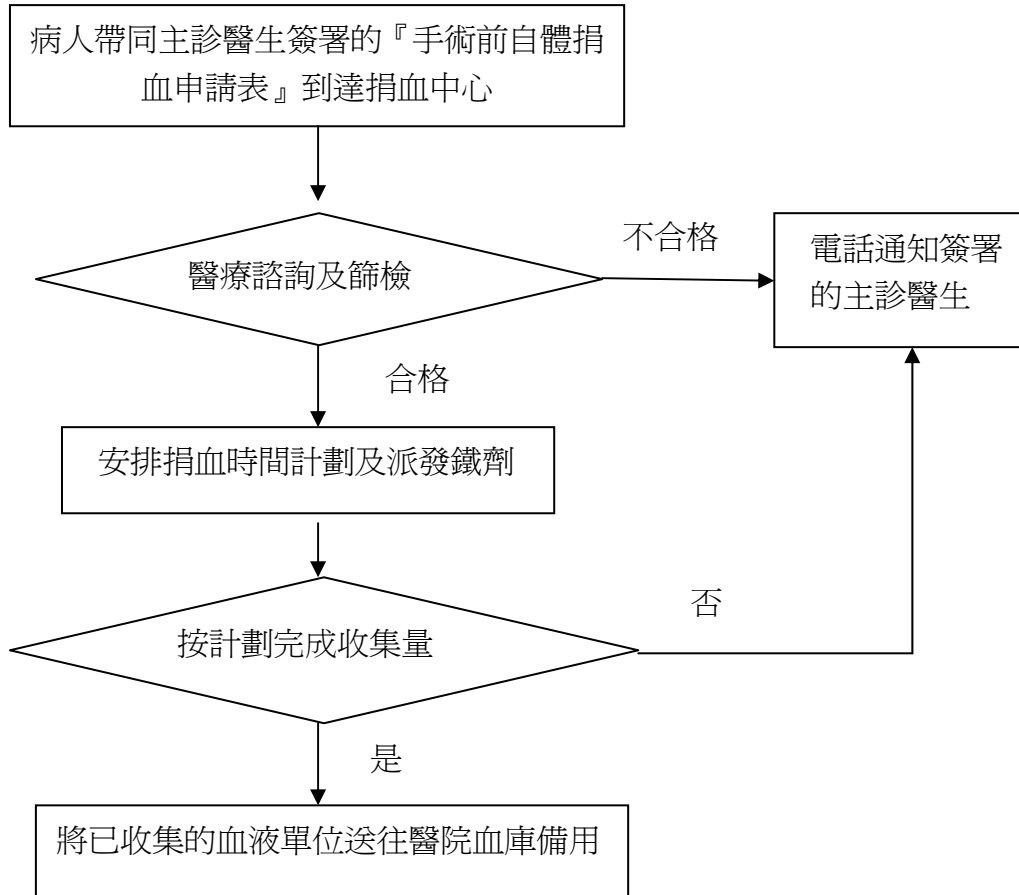 病人帶同主診醫生簽署的『手術前自體捐
血申請表』到達捐血中心
醫療諮詢及篩檢
不合格
電話通知簽署
的主診醫生
合格
安排捐血時間計劃及派發鐵劑
按計劃完成收集量
否
是
將已收集的血液單位送往醫院血庫備用